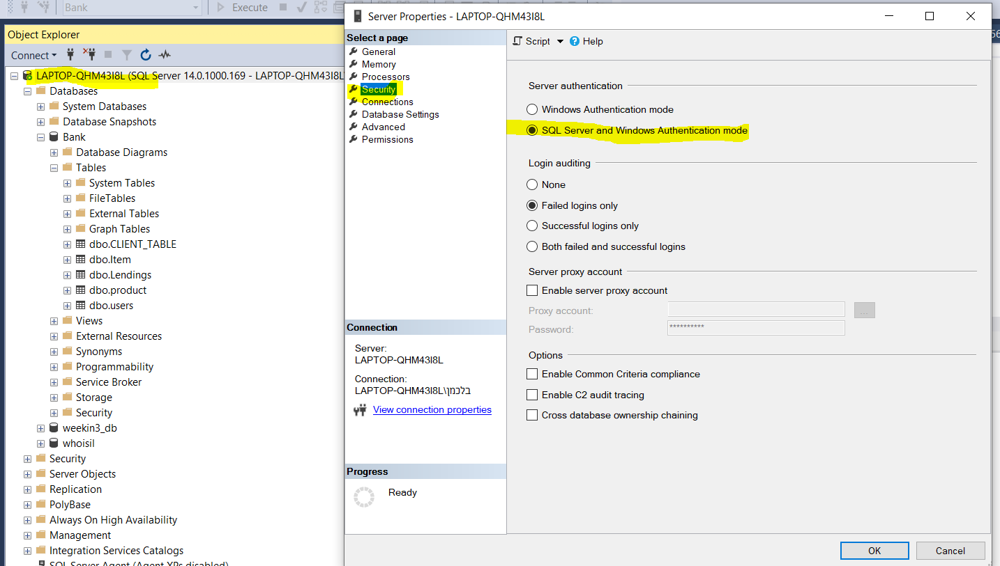 Bank
Execute
Object Explorer
Connect
LAPTOP-QHM43I8L (SQL Server 14.0.1000.169 - LAPTOP-QHM43I8L
Databases
System Databases
Database Snapshots
Bank
Database Diagrams
Tables
System Tables
FileTables
External Tables
Graph Tables
dbo.CLIENT_TABLE
dbo.Item
dbo.Lendings
dbo.product
dbo.users
Views
External Resources
Synonyms
Programmability
Service Broker
Storage
Security
weekin3_db
whoisil
Security
Server Objects
Replication
PolyBase
Always On High Availability
Management
Integration Services Catalogs
SQL Server Agent (Agent XPs disabled)
Server Properties - LAPTOP-QHM43I8L
Select a page
General
Memory
Processors
Security
Connections
Database Settings
Advanced
Permissions
Connection
Server:
LAPTOP-QHM43I8L
Connection:
LAPTOP-QHM43I8L\בלכמן
View connection properties
Progress
Ready
Script
Help
Server authentication
Windows Authentication mode
SQL Server and Windows Authentication mode
Login auditing
None
Failed logins only
Successful logins only
Both failed and successful logins
Server proxy account
Enable server proxy account
Proxy account:
...
Password:
**********
Options
Enable Common Criteria compliance
Enable C2 audit tracing
Cross database ownership chaining
OK
Cancel